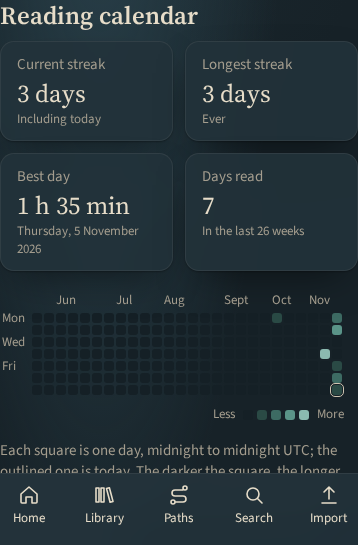 Reading calendar
Current streak
3 days
Including today
Longest streak
3 days
Ever
Best day
1 h 35 min
Thursday, 5 November
2026
Days read
7
In the last 26 weeks
Jun Jul Aug Sept Oct Nov
Mon
Wed
Fri
Less More
Each square is one day, midnight to midnight UTC; the
outlined one is today. The darker the square, the longer
Home Library Paths Search Import